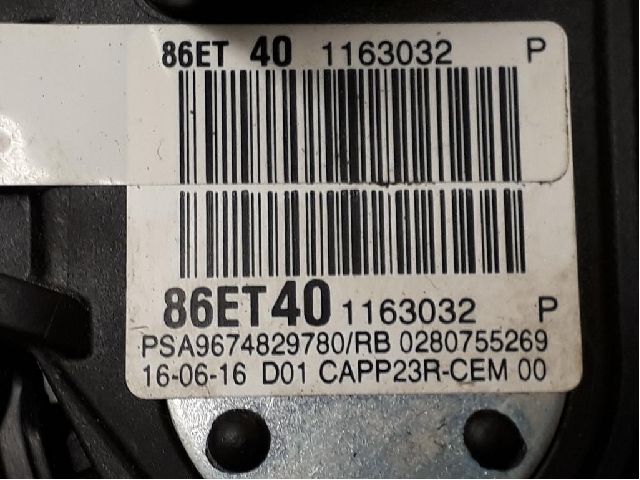 86ET 40 1163032 P
86ET40 1163032 P
PSA9674829780/RB 0280755269
16-06-16 D01 CAPP23R-CEM 00